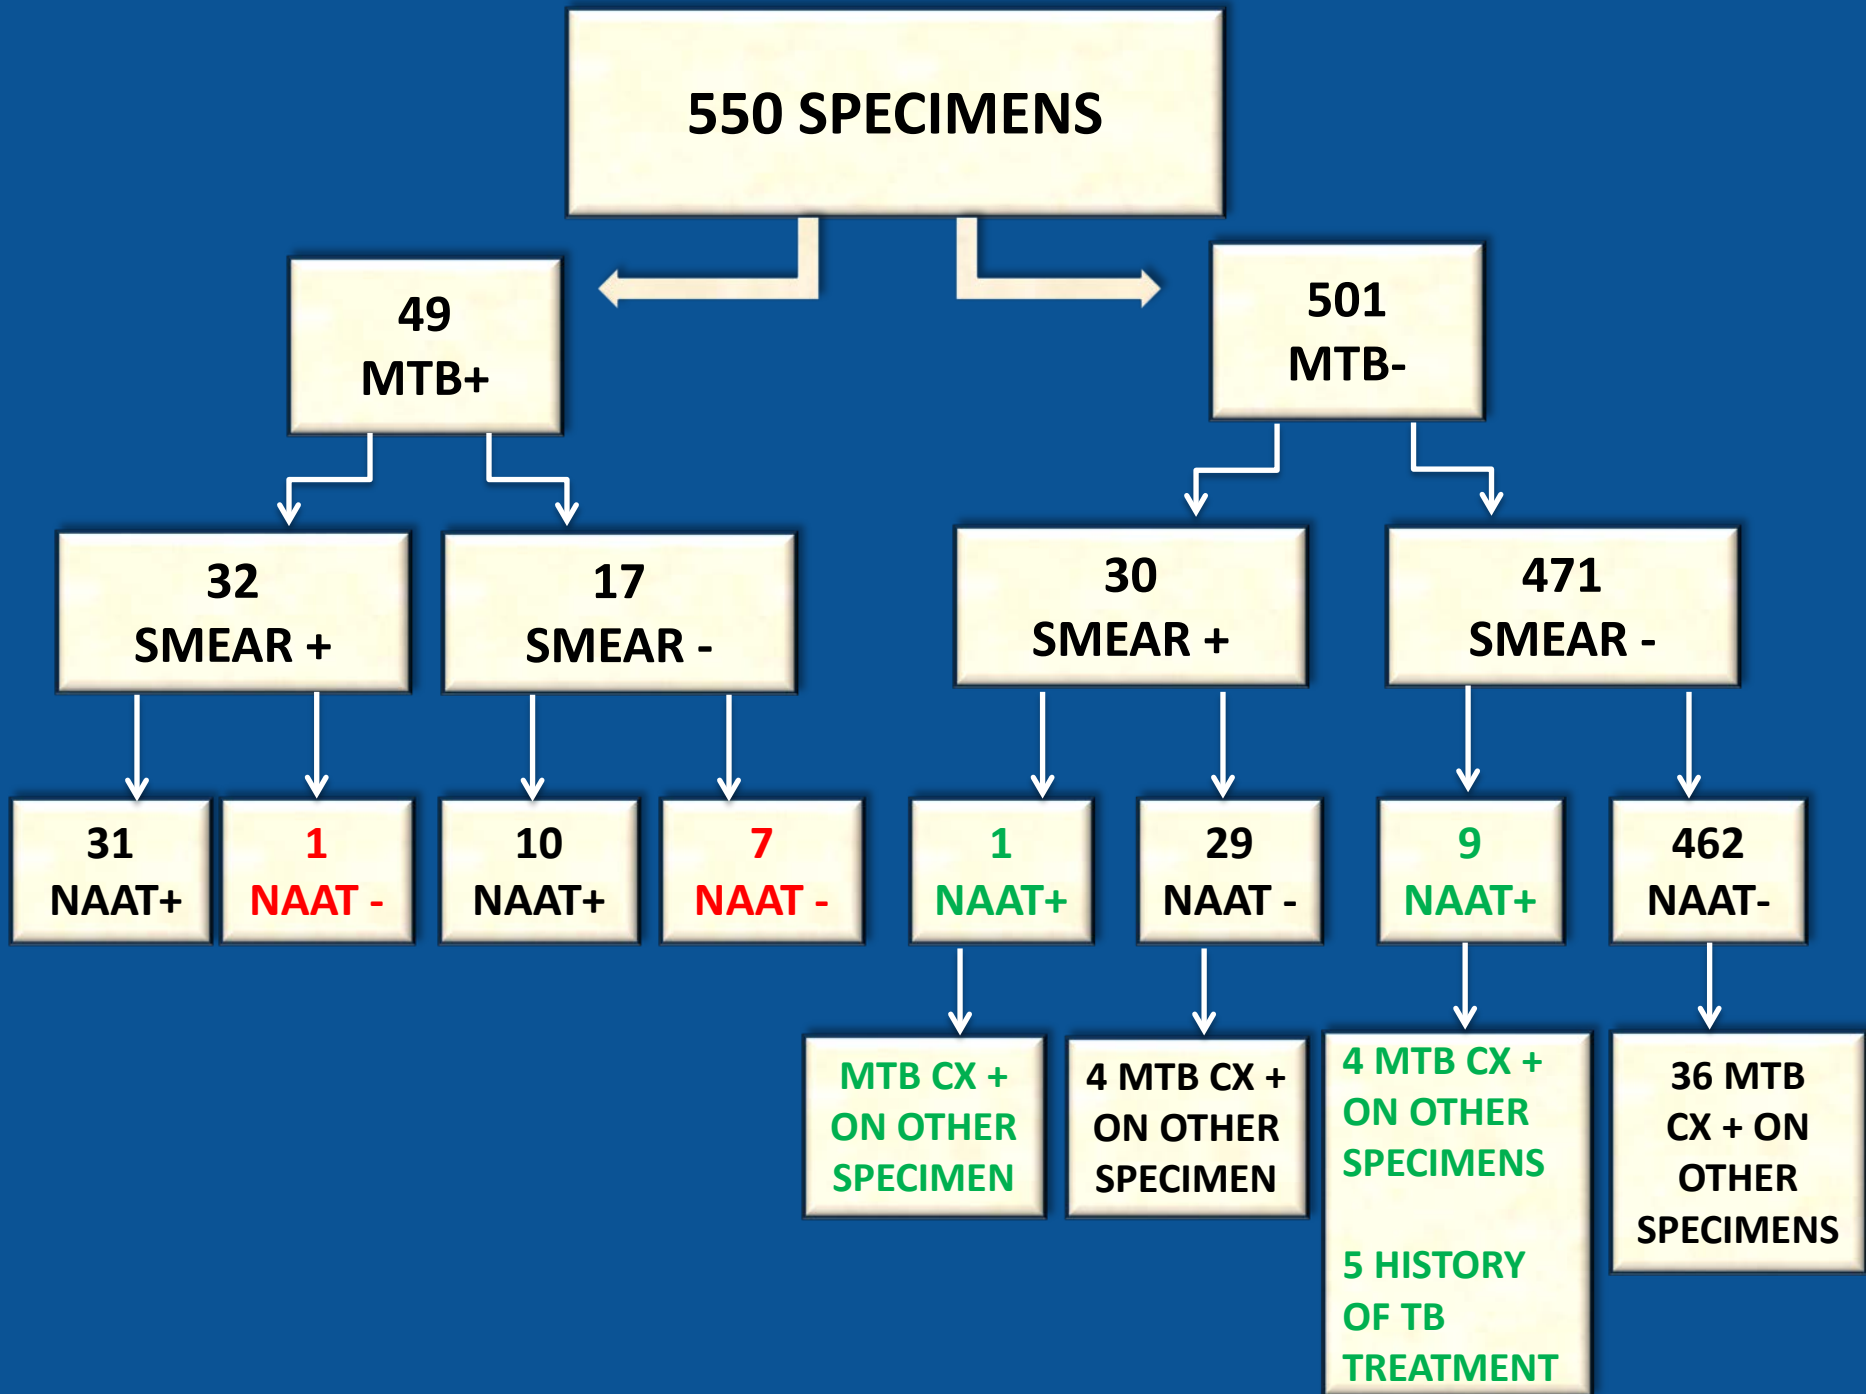 550 SPECIMENS
49
MTB+
501
MTB-
32
SMEAR +
17
SMEAR -
30
SMEAR +
471
SMEAR -
31
NAAT+
1
NAAT -
10
NAAT+
7
NAAT -
1
NAAT+
29
NAAT -
9
NAAT+
462
NAAT-
MTB CX +
ON OTHER
SPECIMEN
4 MTB CX +
ON OTHER
SPECIMEN
4 MTB CX +
ON OTHER
SPECIMENS
5 HISTORY
OF TB
TREATMENT
36 MTB
CX + ON
OTHER
SPECIMENS